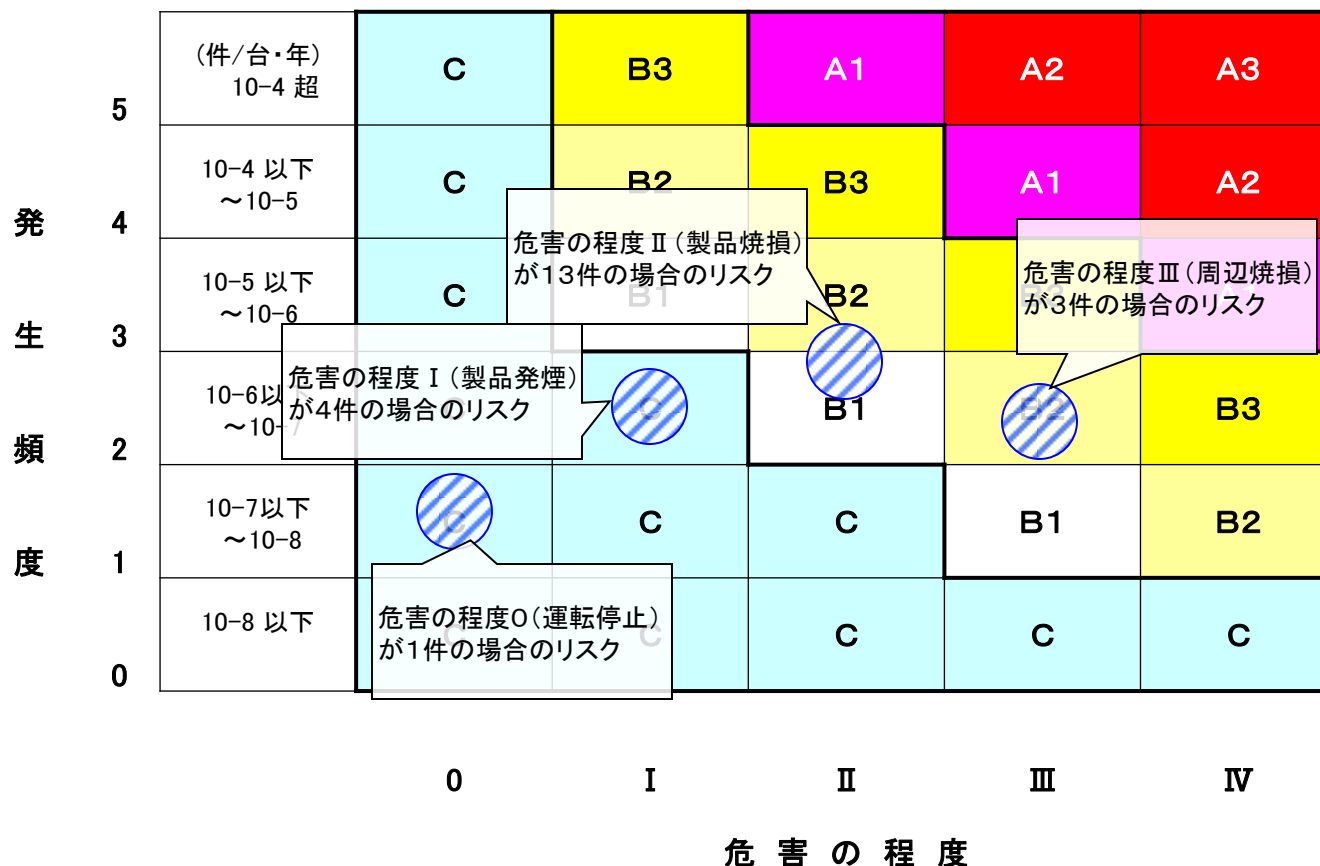 (件/台・年)
10-4 超
C
B3
A1
A2
A3
5
10-4 以下
～10-5
C
B2
B3
A1
A2
発
4
危害の程度Ⅱ(製品焼損)
が13件の場合のリスク
危害の程度Ⅲ(周辺焼損)
が3件の場合のリスク
10-5 以下
～10-6
C
B1
B2
B3
A1
生
3
危害の程度Ⅰ(製品発煙)
が4件の場合のリスク
10-6以下
～10-7
C
C
B1
B2
B3
頻
2
10-7以下
～10-8
C
C
C
B1
B2
度
1
危害の程度0(運転停止)
が1件の場合のリスク
10-8 以下
C
C
C
C
C
0
0
Ⅰ
Ⅱ
Ⅲ
Ⅳ
危害の程度